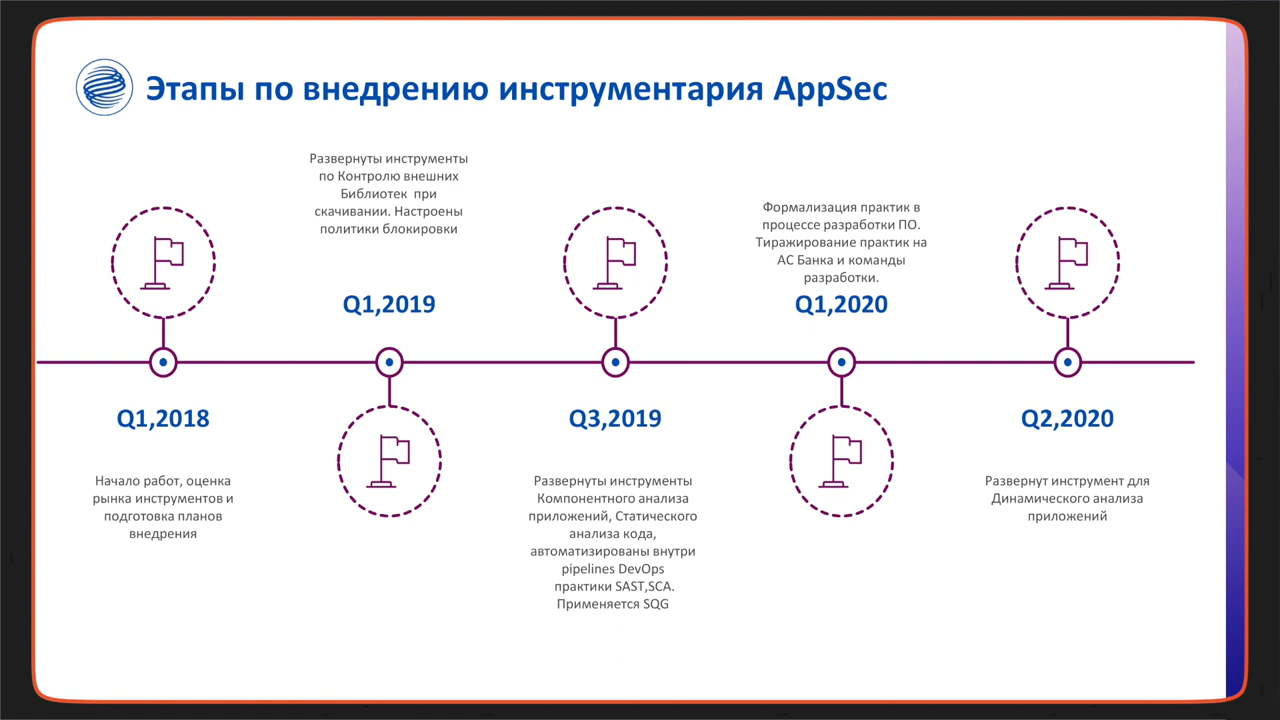 Этапы по внедрению инструментария AppSec
Развернуты инструменты
по Контролю внешних
Библиотек при
скачивании. Настроены
политики блокировки
Формализация практик в
процессе разработки ПО.
Тиражирование практик на
АС Банка и команды
разработки.
Q1,2019
Q1,2020
Q1,2018
Q3,2019
Q2,2020
Начало работ, оценка
рынка инструментов и
подготовка планов
внедрения
Развернуты инструменты
Компонентного анализа
приложений, Статического
анализа кода,
автоматизированы внутри
pipelines DevOps
практики SAST,SCA.
Применяется SQG
Развернут инструмент для
Динамического анализа
приложений